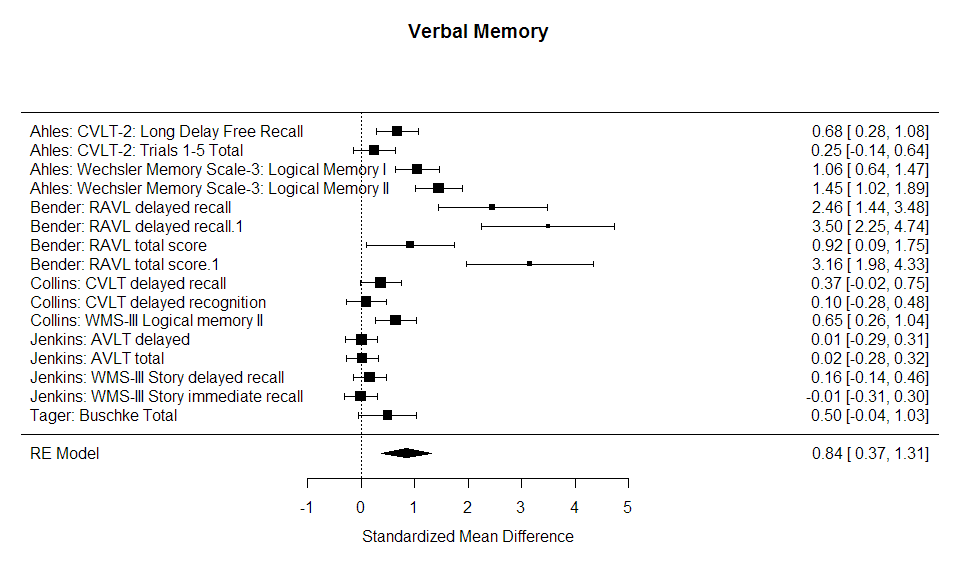 Verbal Memory
Ahles: CVLT-2: Long Delay Free Recall 0.68 [ 0.28, 1.08]
Ahles: CVLT-2: Trials 1-5 Total 0.25 [-0.14, 0.64]
Ahles: Wechsler Memory Scale-3: Logical Memory I 1.06 [ 0.64, 1.47]
Ahles: Wechsler Memory Scale-3: Logical Memory II 1.45 [ 1.02, 1.89]
Bender: RAVL delayed recall 2.46 [ 1.44, 3.48]
Bender: RAVL delayed recall.1 3.50 [ 2.25, 4.74]
Bender: RAVL total score 0.92 [ 0.09, 1.75]
Bender: RAVL total score.1 3.16 [ 1.98, 4.33]
Collins: CVLT delayed recall 0.37 [-0.02, 0.75]
Collins: CVLT delayed recognition 0.10 [-0.28, 0.48]
Collins: WMS-III Logical memory II 0.65 [ 0.26, 1.04]
Jenkins: AVLT delayed 0.01 [-0.29, 0.31]
Jenkins: AVLT total 0.02 [-0.28, 0.32]
Jenkins: WMS-III Story delayed recall 0.16 [-0.14, 0.46]
Jenkins: WMS-III Story immediate recall -0.01 [-0.31, 0.30]
Tager: Buschke Total 0.50 [-0.04, 1.03]
RE Model 0.84 [ 0.37, 1.31]
-1 0 1 2 3 4 5
Standardized Mean Difference